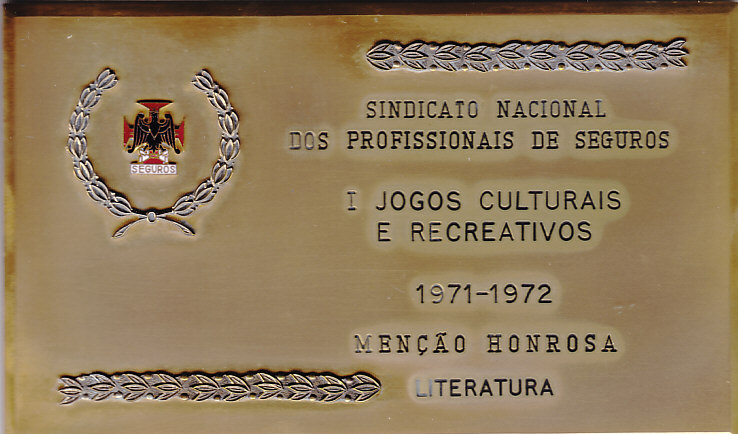 SEGUROS
SINDICATO NACIONAL
DOS PROFISSIONAIS DE SEGUROS
I JOGOS CULTURAIS
E RECREATIVOS
1971-1972
MENÇÃO HONROSA
LITERATURA